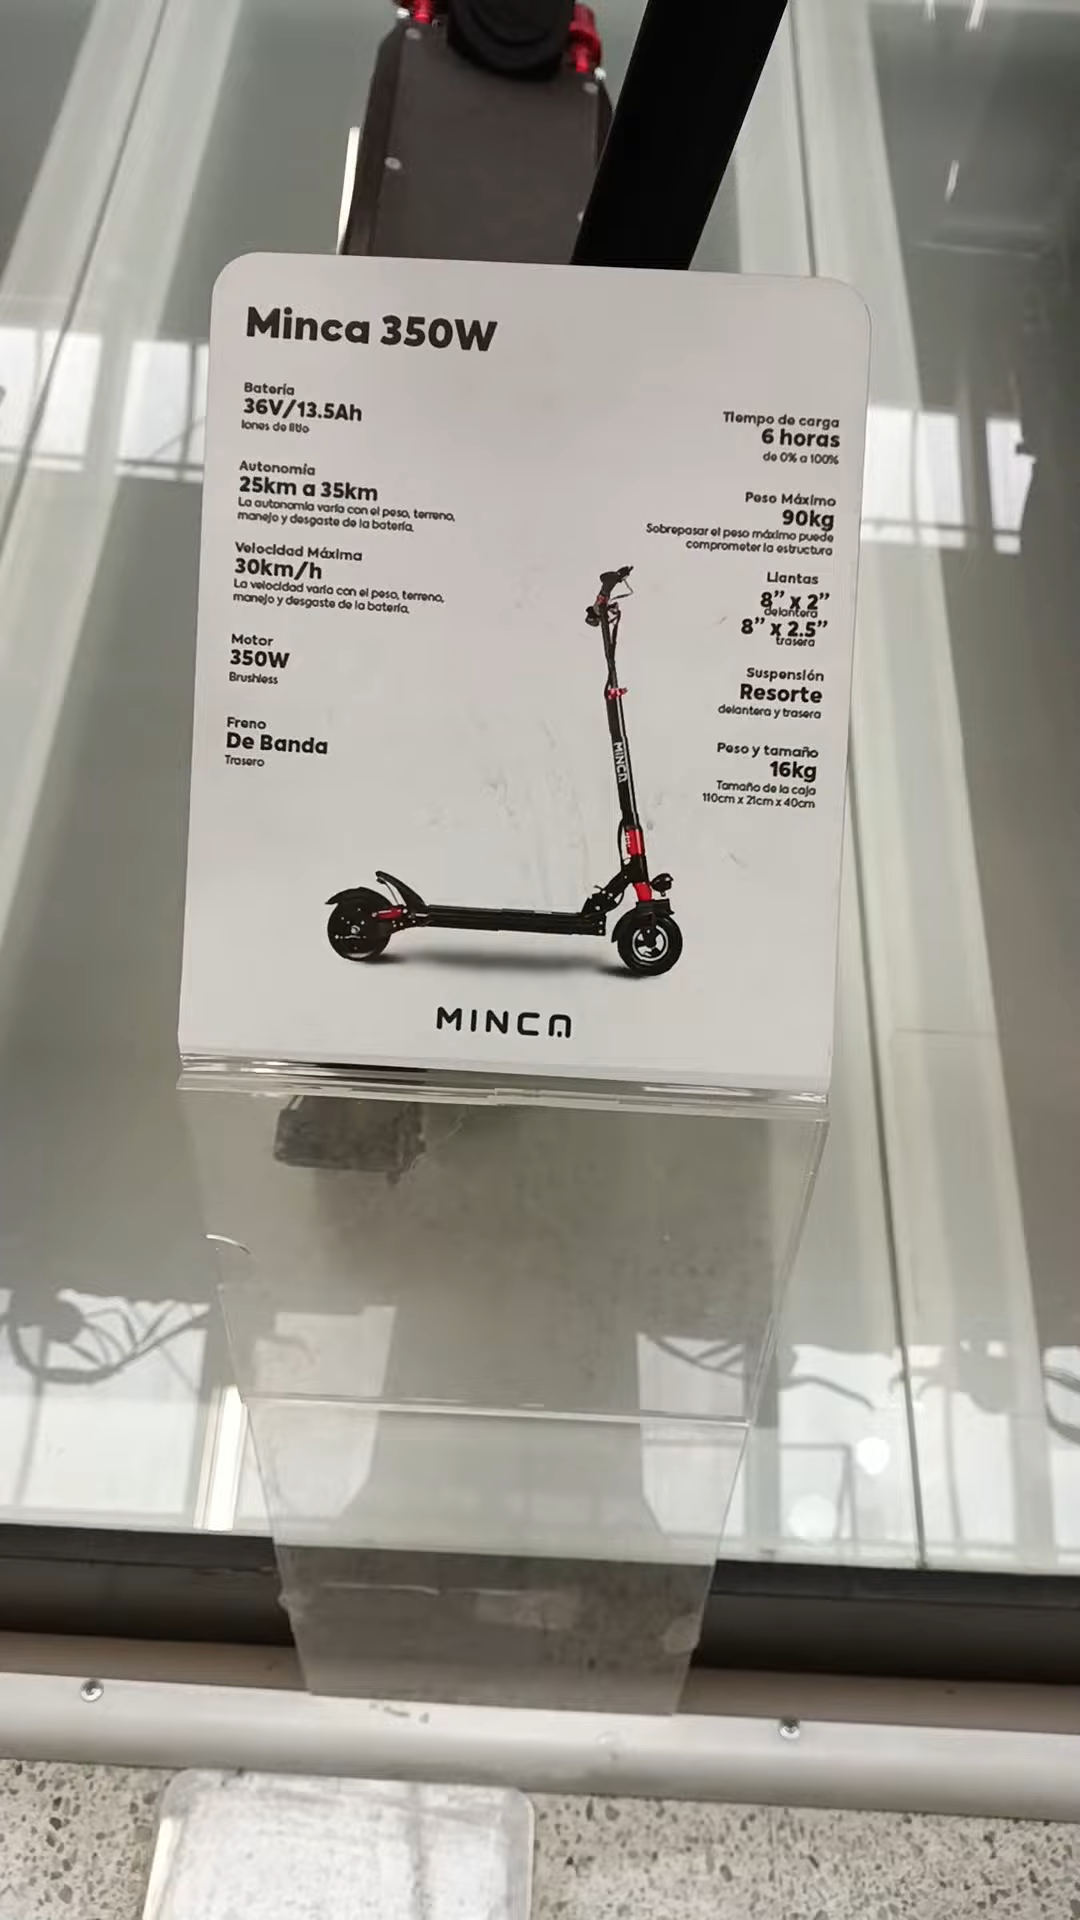 Minca 350W
Batería
36V/13.5Ah
Iones de litio
Autonomía
25km a 35km
La autonomía varía con el peso, terreno,
manejo y desgaste de la batería.
Velocidad Máxima
30km/h
La velocidad varía con el peso, terreno,
manejo y desgaste de la batería.
Motor
350W
Brushless
Freno
De Banda
Trasero
Tiempo de carga
6 horas
de 0% a 100%
Peso Máximo
90kg
Sobrepasar el peso máximo puede
comprometer la estructura
Llantas
8" x 2"
delantera
8" x 2.5"
trasera
Suspensión
Resorte
delantera y trasera
Peso y tamaño
16kg
Tamaño de la caja
110cm x 21cm x 40cm
MINCA
MINCA